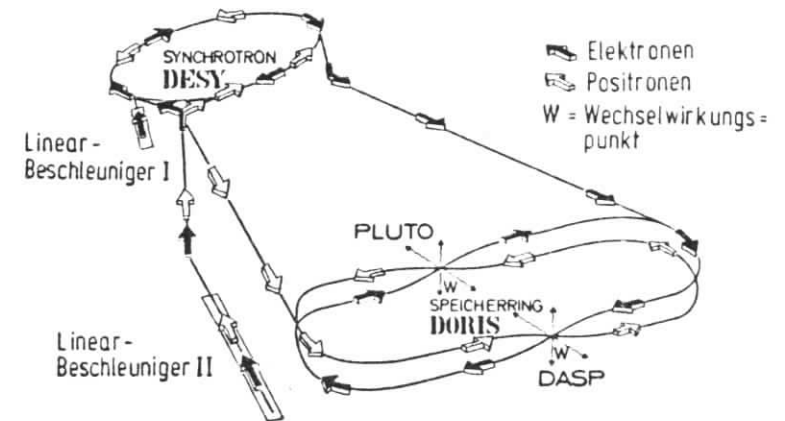 SYNCHROTRON
DESY
Elektronen
Positronen
W = Wechselwirkungs=
punkt
Linear-
Beschleuniger I
PLUTO
W
SPEICHERRING
DORIS
W
DASP
Linear-
Beschleuniger II